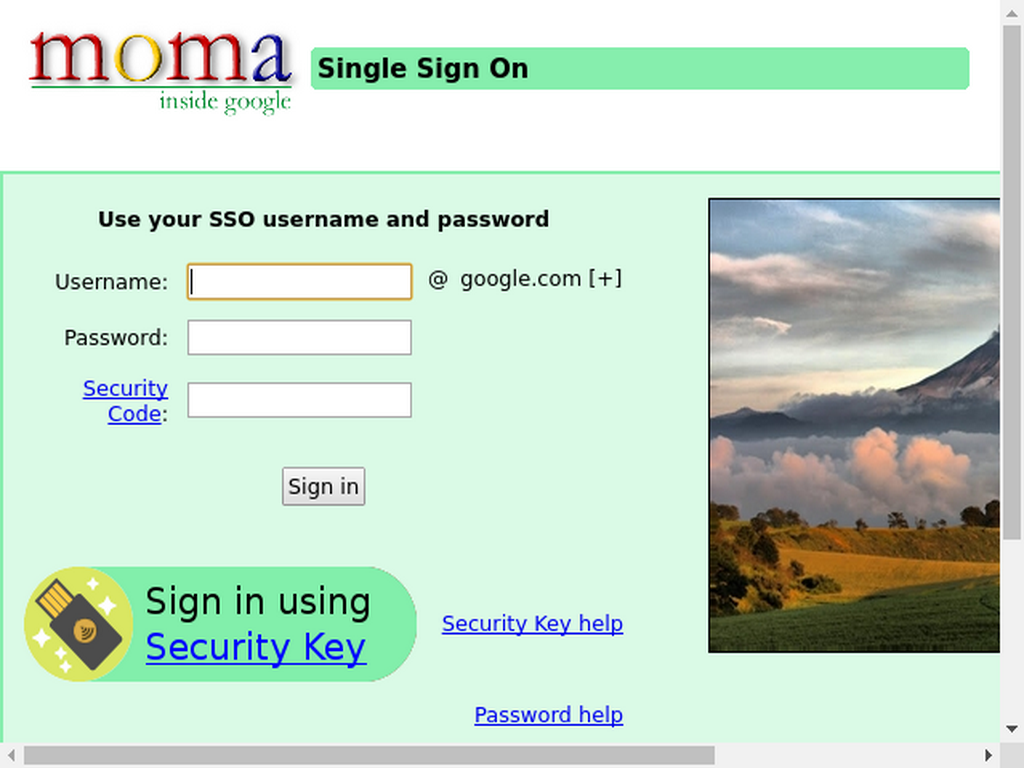 moma
inside google
Single Sign On
Use your SSO username and password
Username:
@ google.com [+]
Password:
Security
Code:
Sign in
Sign in using
Security Key
Security Key help
Password help